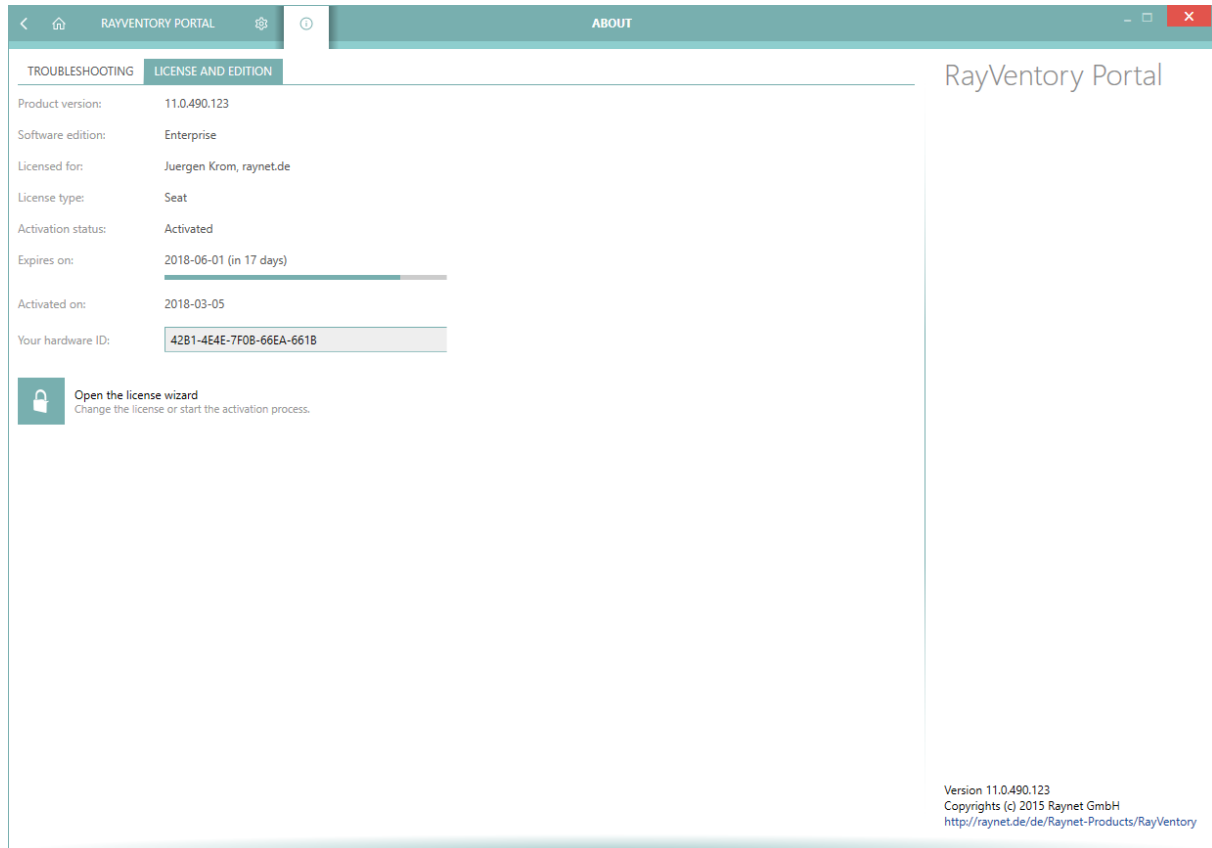 RAYVENTORY PORTAL
ABOUT
TROUBLESHOOTING
LICENSE AND EDITION
RayVentory Portal
Product version: 11.0.490.123
Software edition: Enterprise
Licensed for: Juergen Krom, raynet.de
License type: Seat
Activation status: Activated
Expires on: 2018-06-01 (in 17 days)
Activated on: 2018-03-05
Your hardware ID: 42B1-4E4E-7F0B-66EA-661B
Open the license wizard
Change the license or start the activation process.
Version 11.0.490.123
Copyrights (c) 2015 Raynet GmbH
http://raynet.de/de/Raynet-Products/RayVentory